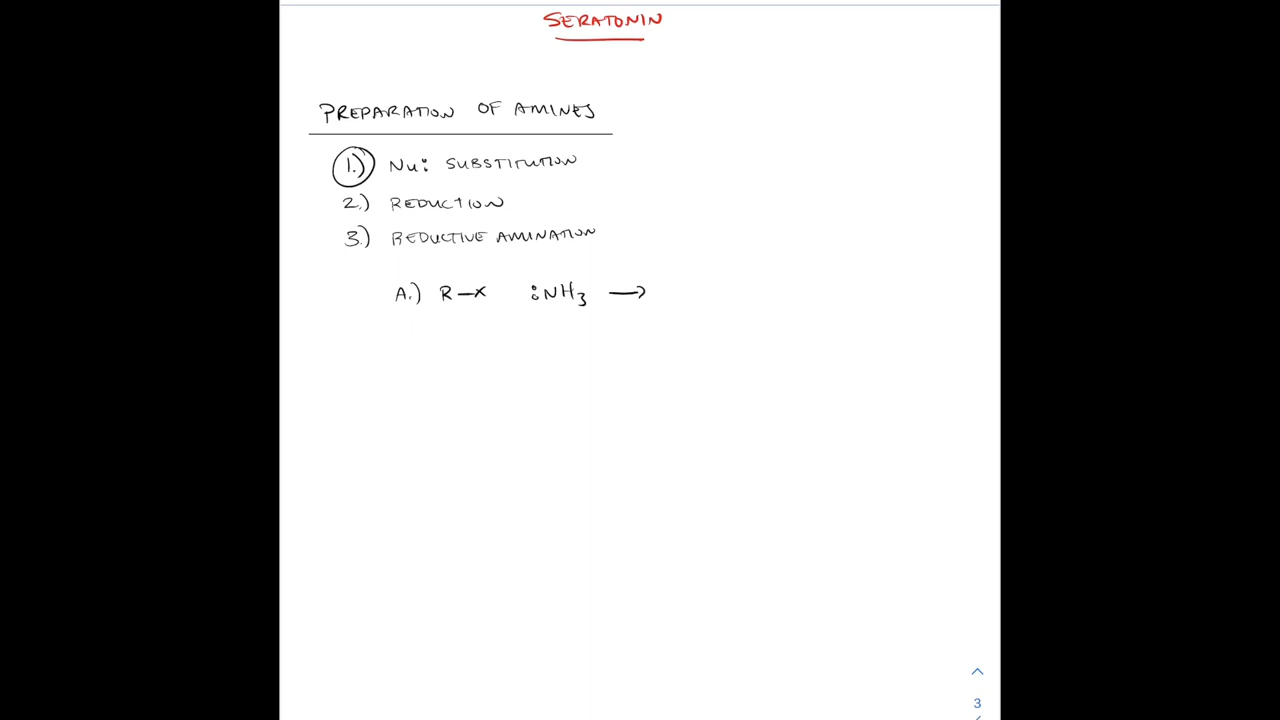 SERATONIN
PREPARATION OF AMINES
1.) Nu: SUBSTITUTION
2.) REDUCTION
3.) REDUCTIVE AMINATION
A.) R—X :NH3 →
3